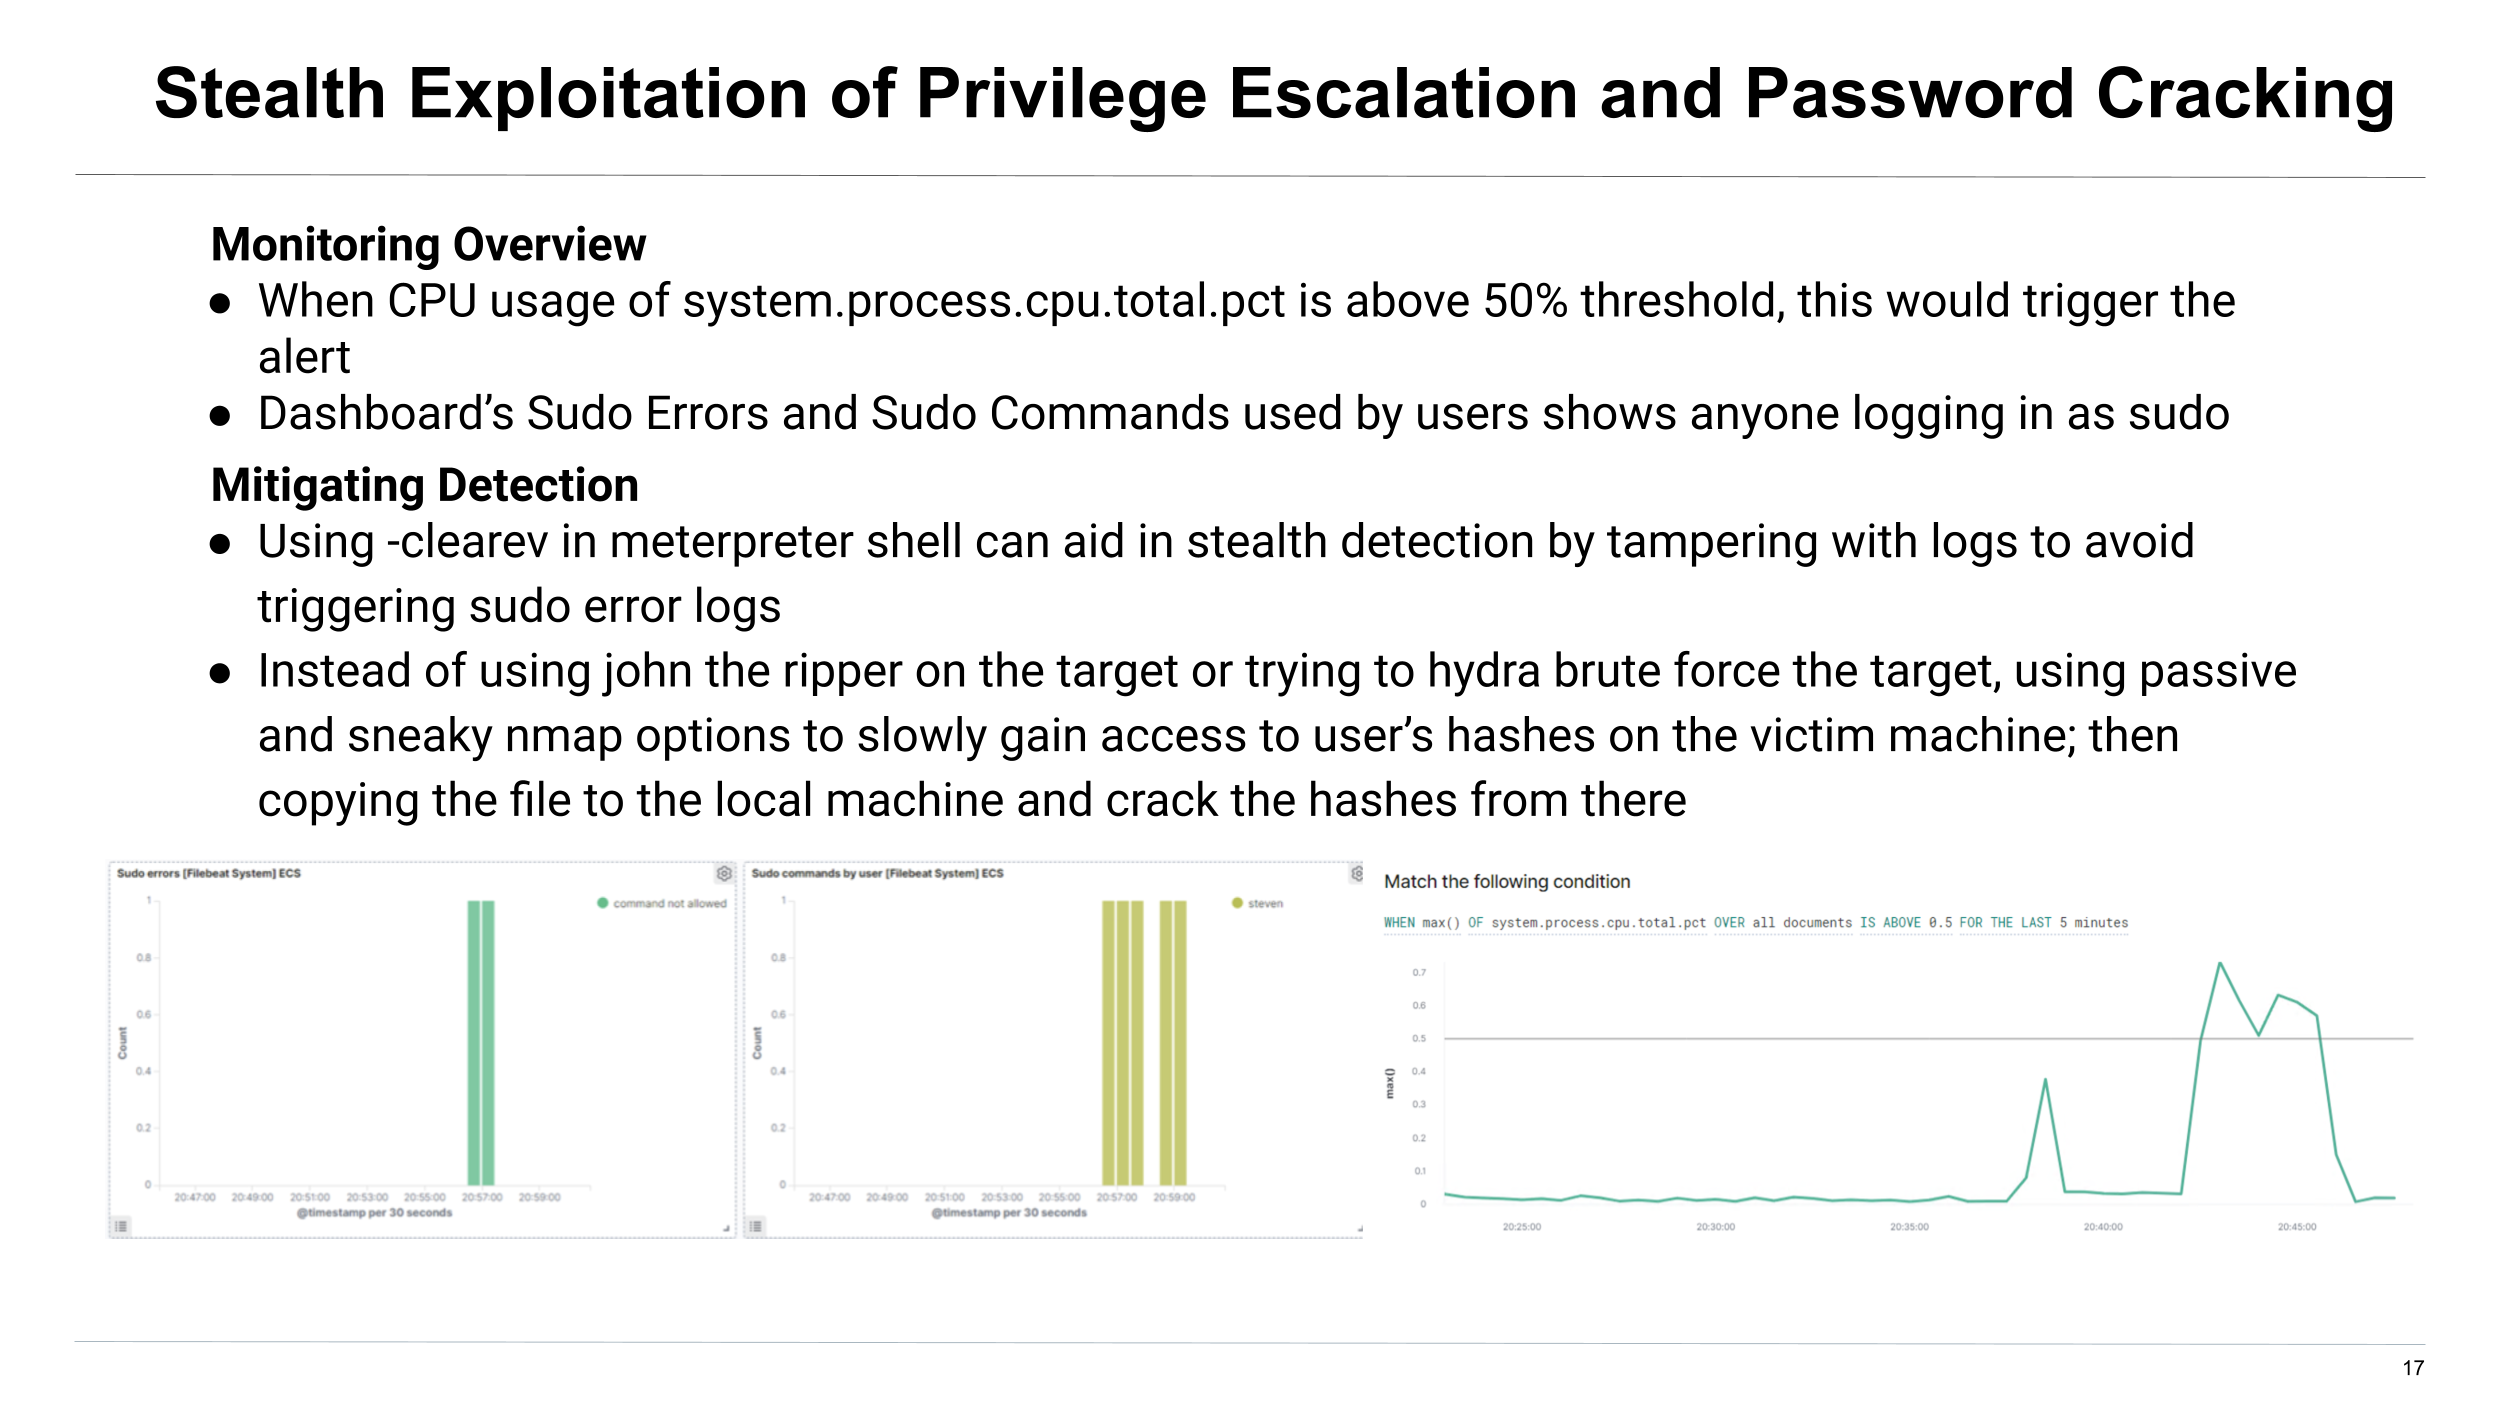 Stealth Exploitation of Privilege Escalation and Password Cracking
Monitoring Overview
● When CPU usage of system.process.cpu.total.pct is above 50% threshold, this would trigger the
alert
● Dashboard’s Sudo Errors and Sudo Commands used by users shows anyone logging in as sudo
Mitigating Detection
● Using -clearev in meterpreter shell can aid in stealth detection by tampering with logs to avoid
triggering sudo error logs
● Instead of using john the ripper on the target or trying to hydra brute force the target, using passive
and sneaky nmap options to slowly gain access to user’s hashes on the victim machine; then
copying the file to the local machine and crack the hashes from there
Sudo errors [Filebeat System] ECS
command not allowed
1
0.8
0.6
0.4
0.2
0
Count
20:47:00 20:49:00 20:51:00 20:53:00 20:55:00 20:57:00 20:59:00
@timestamp per 30 seconds
Sudo commands by user [Filebeat System] ECS
steven
1
0.8
0.6
0.4
0.2
0
Count
20:47:00 20:49:00 20:51:00 20:53:00 20:55:00 20:57:00 20:59:00
@timestamp per 30 seconds
Match the following condition
WHEN max() OF system.process.cpu.total.pct OVER all documents IS ABOVE 0.5 FOR THE LAST 5 minutes
0.7
0.6
0.5
0.4
0.3
0.2
0.1
0
max()
20:25:00 20:30:00 20:35:00 20:40:00 20:45:00
17